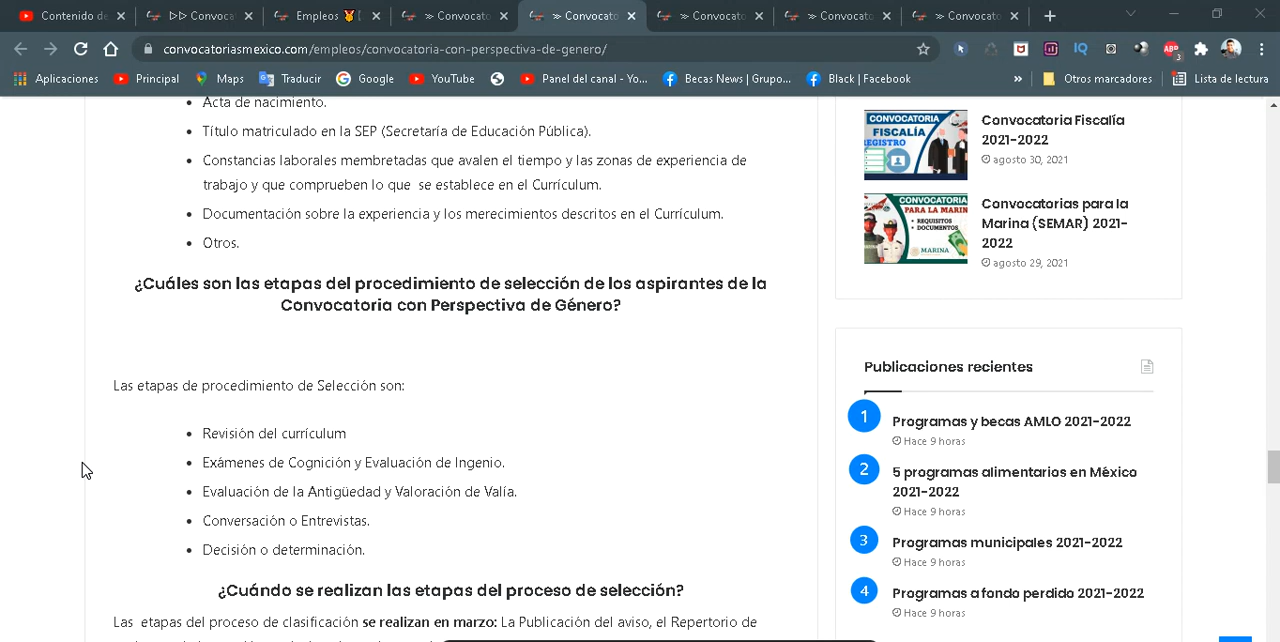 Contenido de
▷▷ Convoca
Empleos 🏅 [
» Convocato
» Convocato
» Convocato
» Convocato
» Convocato
convocatoriasmexico.com/empleos/convocatoria-con-perspectiva-de-genero/
ABP
3
IQ
Aplicaciones
Principal
Maps
Traducir
Google
YouTube
Panel del canal - Yo...
Becas News | Grupo...
Black | Facebook
»
Otros marcadores
Lista de lectura
• Acta de nacimiento.
• Título matriculado en la SEP (Secretaría de Educación Pública).
• Constancias laborales membretadas que avalen el tiempo y las zonas de experiencia de
trabajo y que comprueben lo que se establece en el Currículum.
• Documentación sobre la experiencia y los merecimientos descritos en el Currículum.
• Otros.
¿Cuáles son las etapas del procedimiento de selección de los aspirantes de la
Convocatoria con Perspectiva de Género?
Las etapas de procedimiento de Selección son:
• Revisión del currículum
• Exámenes de Cognición y Evaluación de Ingenio.
• Evaluación de la Antigüedad y Valoración de Valía.
• Conversación o Entrevistas.
• Decisión o determinación.
¿Cuándo se realizan las etapas del proceso de selección?
Las etapas del proceso de clasificación se realizan en marzo: La Publicación del aviso, el Repertorio de
CONVOCATORIA
FISCALÍA
REGISTRO
Convocatoria Fiscalía
2021-2022
agosto 30, 2021
CONVOCATORIA
PARA LA MARIN
• REQUISITOS
• DOCUMENTOS
MARINA
Convocatorias para la
Marina (SEMAR) 2021-
2022
agosto 29, 2021
Publicaciones recientes
1
Programas y becas AMLO 2021-2022
Hace 9 horas
2
5 programas alimentarios en México
2021-2022
Hace 9 horas
3
Programas municipales 2021-2022
Hace 9 horas
4
Programas a fondo perdido 2021-2022
Hace 9 horas